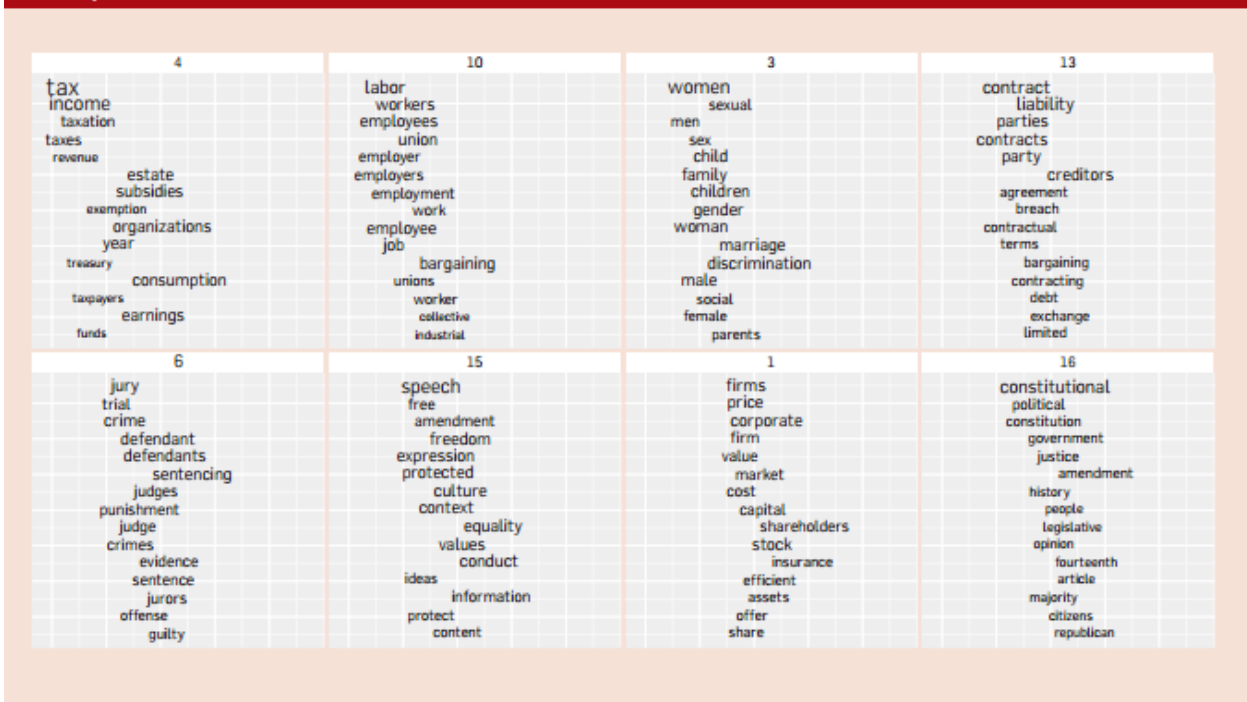 4
tax
income
taxation
taxes
revenue
estate
subsidies
exemption
organizations
year
treasury
consumption
taxpayers
earnings
funds
10
labor
workers
employees
union
employer
employers
employment
work
employee
job
bargaining
unions
worker
collective
industrial
3
women
sexual
men
sex
child
family
children
gender
woman
marriage
discrimination
male
social
female
parents
13
contract
liability
parties
contracts
party
creditors
agreement
breach
contractual
terms
bargaining
contracting
debt
exchange
limited
6
jury
trial
crime
defendant
defendants
sentencing
judges
punishment
judge
crimes
evidence
sentence
jurors
offense
guilty
15
speech
free
amendment
freedom
expression
protected
culture
context
equality
values
conduct
ideas
information
protect
content
1
firms
price
corporate
firm
value
market
cost
capital
shareholders
stock
insurance
efficient
assets
offer
share
16
constitutional
political
constitution
government
justice
amendment
history
people
legislative
opinion
fourteenth
article
majority
citizens
republican